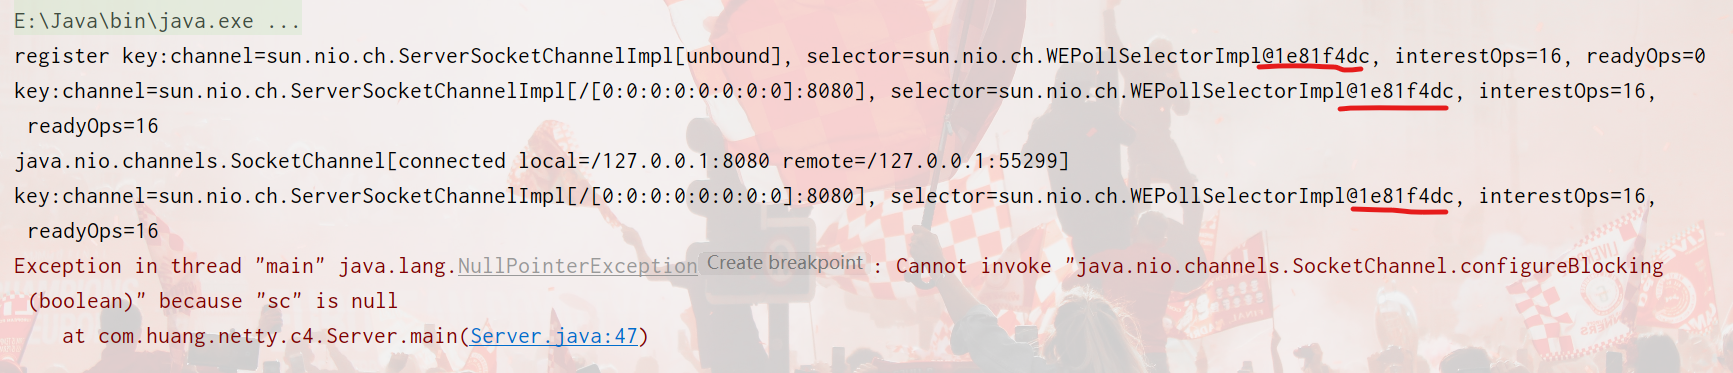 E:\Java\bin\java.exe ...
register key:channel=sun.nio.ch.ServerSocketChannelImpl[unbound], selector=sun.nio.ch.WEPollSelectorImpl@1e81f4dc, interestOps=16, readyOps=0
key:channel=sun.nio.ch.ServerSocketChannelImpl[/[0:0:0:0:0:0:0:0]:8080], selector=sun.nio.ch.WEPollSelectorImpl@1e81f4dc, interestOps=16,
readyOps=16
java.nio.channels.SocketChannel[connected local=/127.0.0.1:8080 remote=/127.0.0.1:55299]
key:channel=sun.nio.ch.ServerSocketChannelImpl[/[0:0:0:0:0:0:0:0]:8080], selector=sun.nio.ch.WEPollSelectorImpl@1e81f4dc, interestOps=16,
readyOps=16
Exception in thread "main" java.lang.NullPointerException Create breakpoint : Cannot invoke "java.nio.channels.SocketChannel.configureBlocking
(boolean)" because "sc" is null
at com.huang.netty.c4.Server.main(Server.java:47)